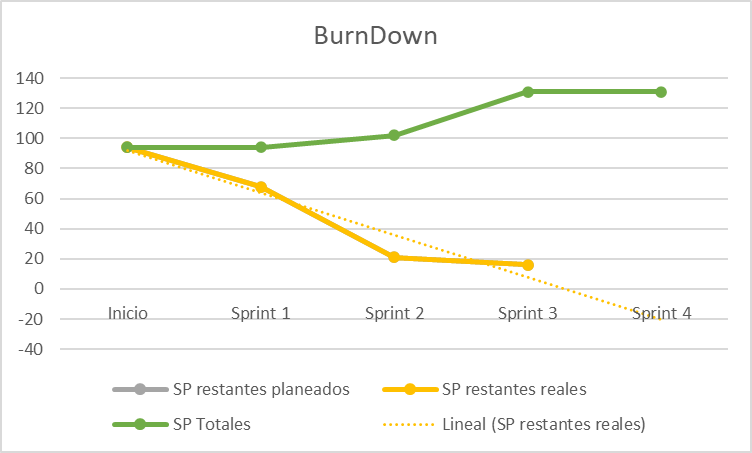 BurnDown
140
120
100
80
60
40
20
0
-20
-40
Inicio Sprint 1 Sprint 2 Sprint 3 Sprint 4
SP restantes planeados SP restantes reales
SP Totales Lineal (SP restantes reales)